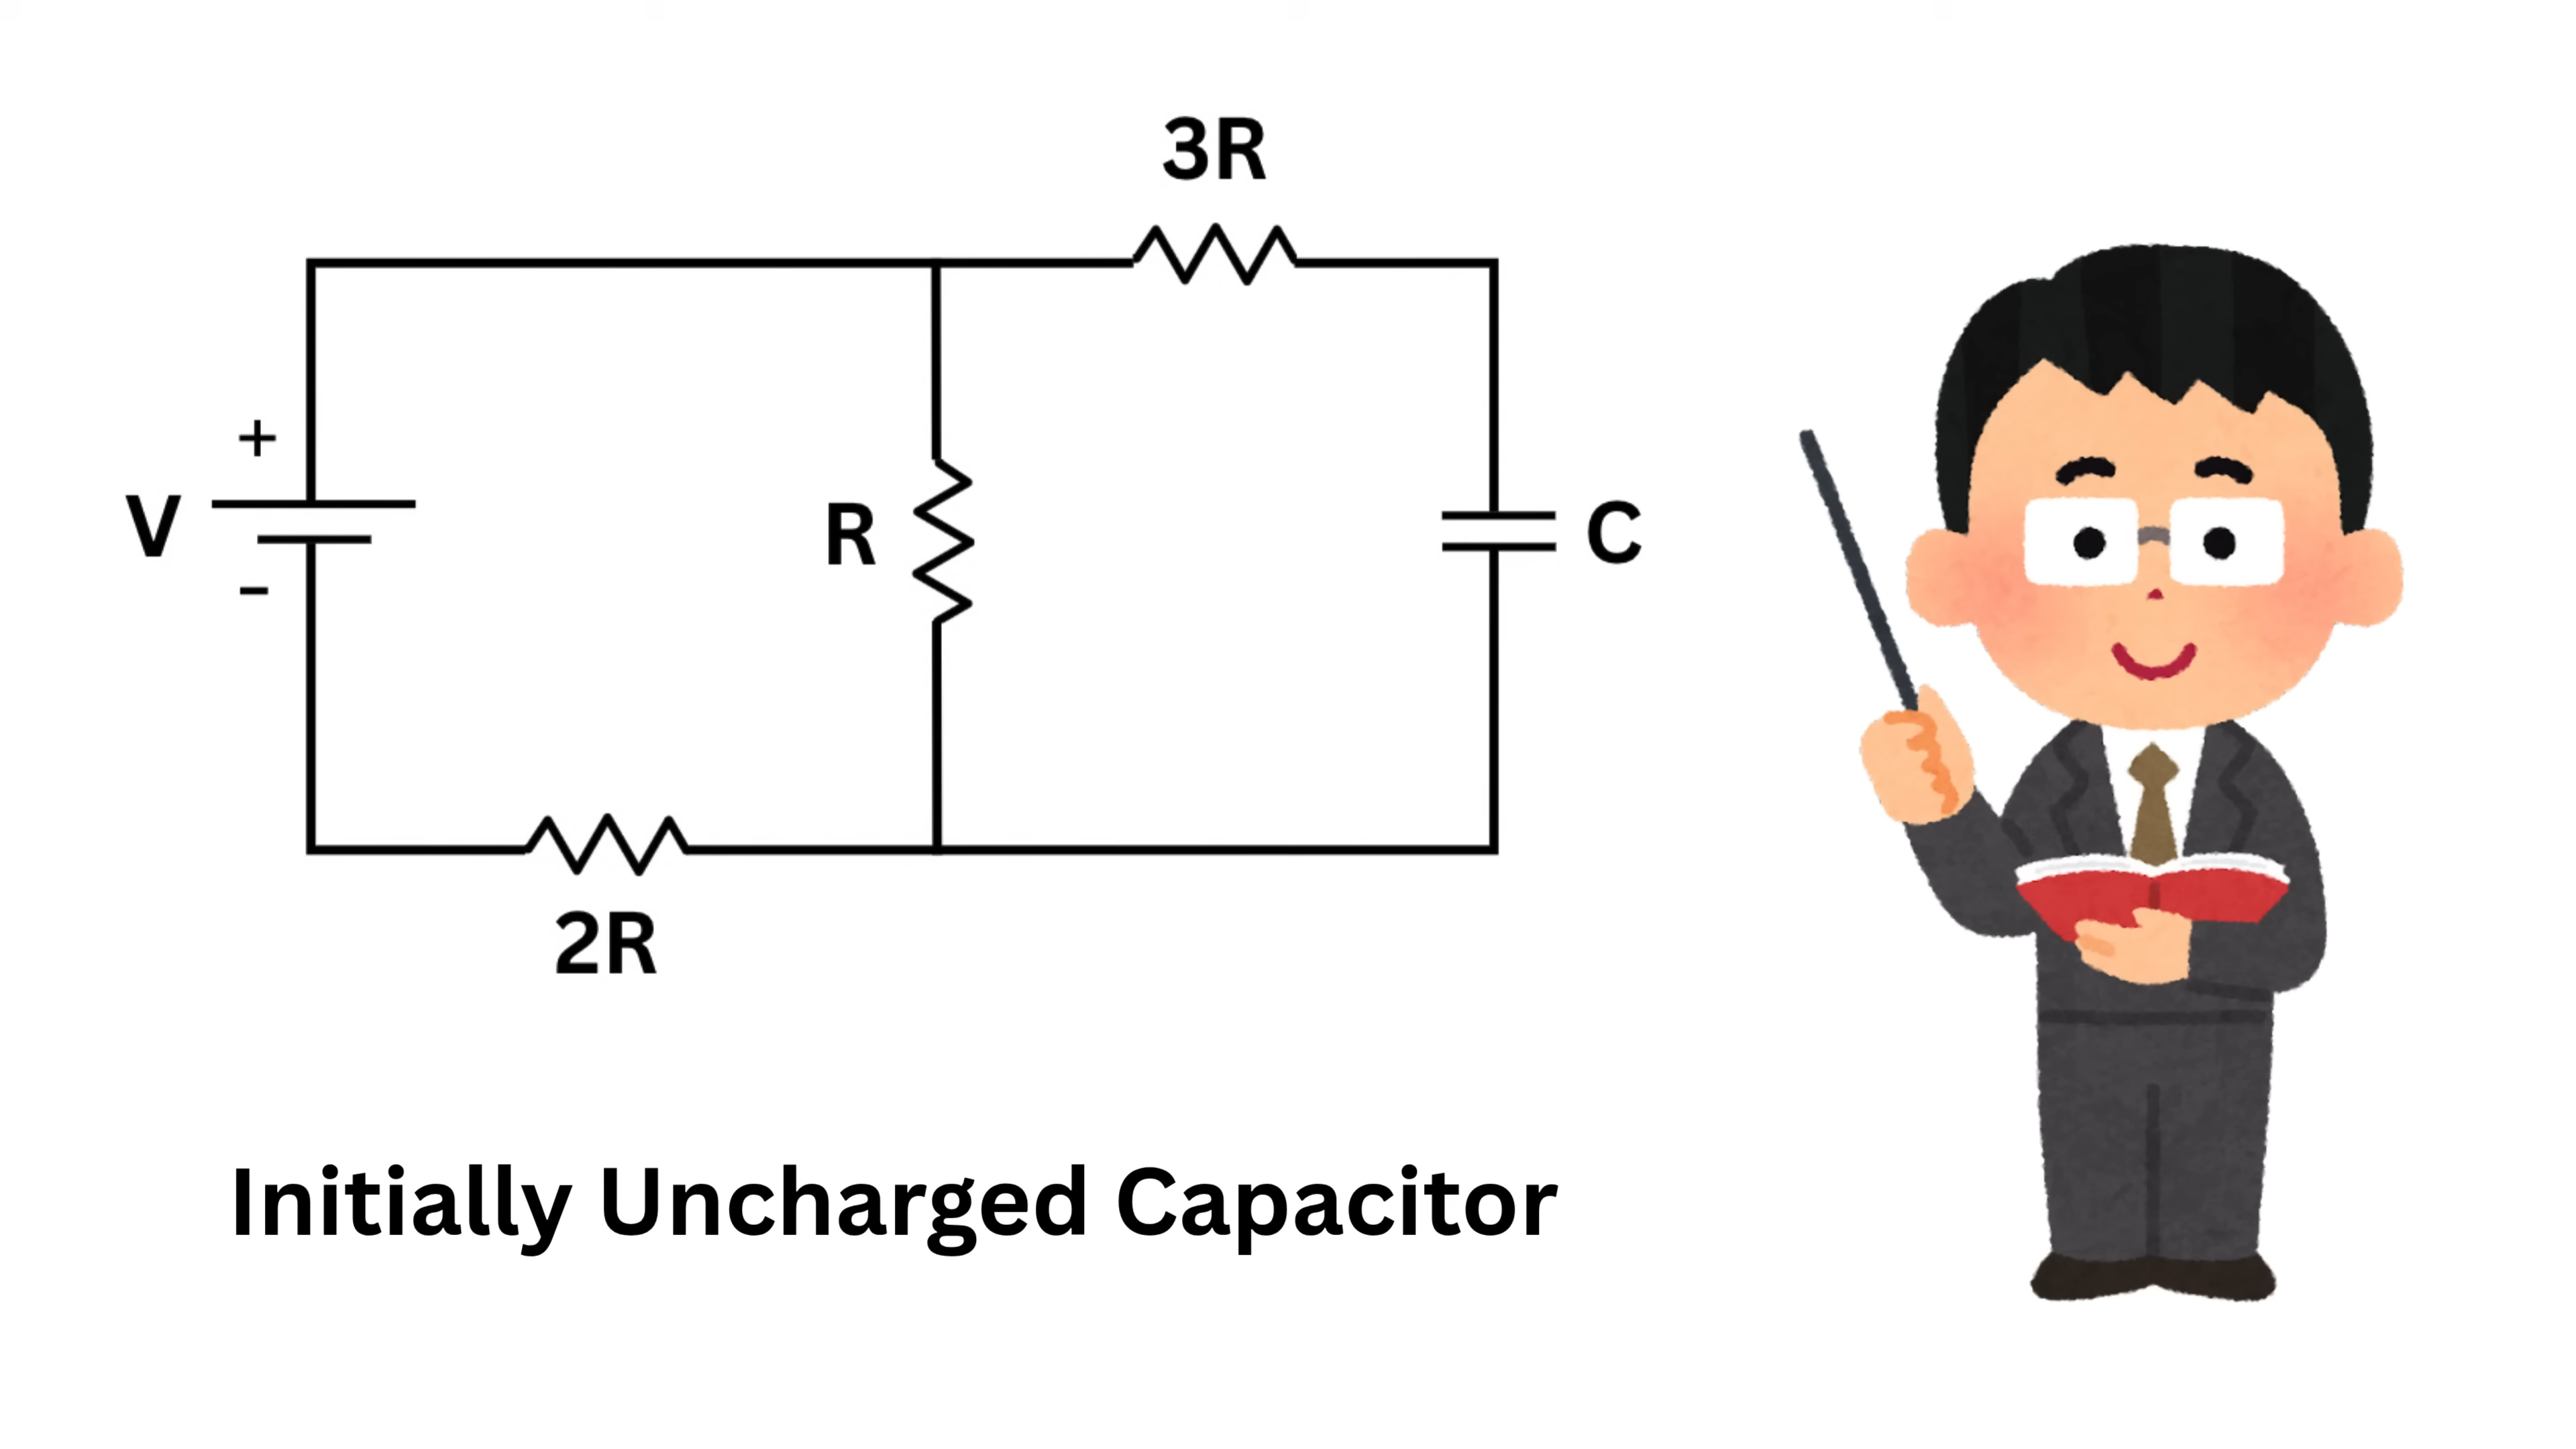 3R
+
V
-
R
C
2R
Initially Uncharged Capacitor